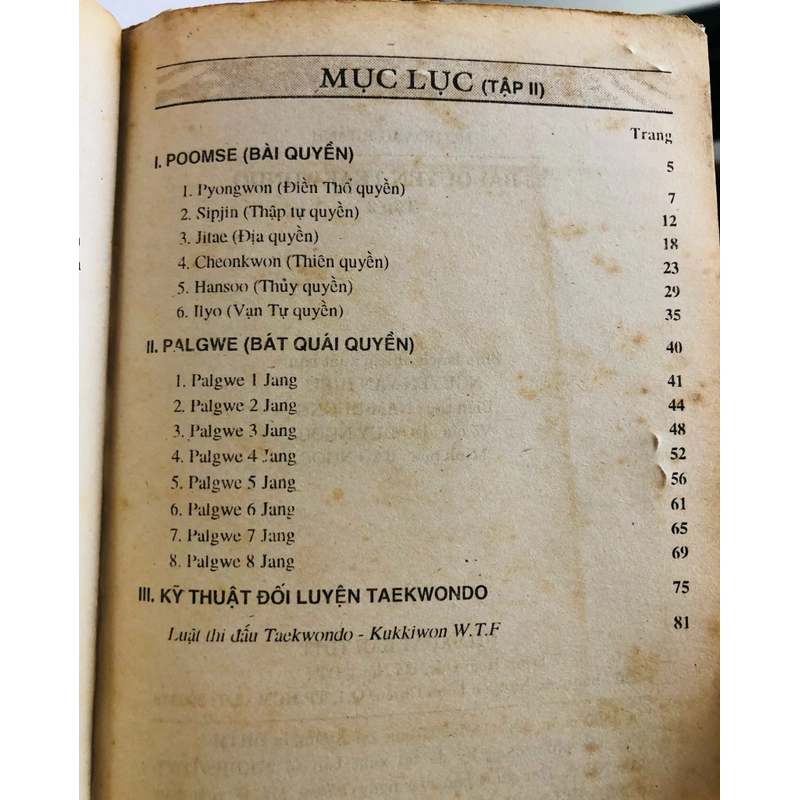 MỤC LỤC (TẬP II)
Trang
I. POOMSE (BÀI QUYỀN) 5
1. Pyongwon (Điền Thổ quyền) 7
2. Sipjin (Thập tự quyền) 12
3. Jitae (Địa quyền) 18
4. Cheonkwon (Thiên quyền) 23
5. Hansoo (Thủy quyền) 29
6. Ilyo (Vạn Tự quyền) 35
II. PALGWE (BÁT QUÁI QUYỀN) 40
1. Palgwe 1 Jang 41
2. Palgwe 2 Jang 44
3. Palgwe 3 Jang 48
4. Palgwe 4 Jang 52
5. Palgwe 5 Jang 56
6. Palgwe 6 Jang 61
7. Palgwe 7 Jang 65
8. Palgwe 8 Jang 69
III. KỸ THUẬT ĐỐI LUYỆN TAEKWONDO 75
Luật thi đấu Taekwondo - Kukkiwon W.T.F 81